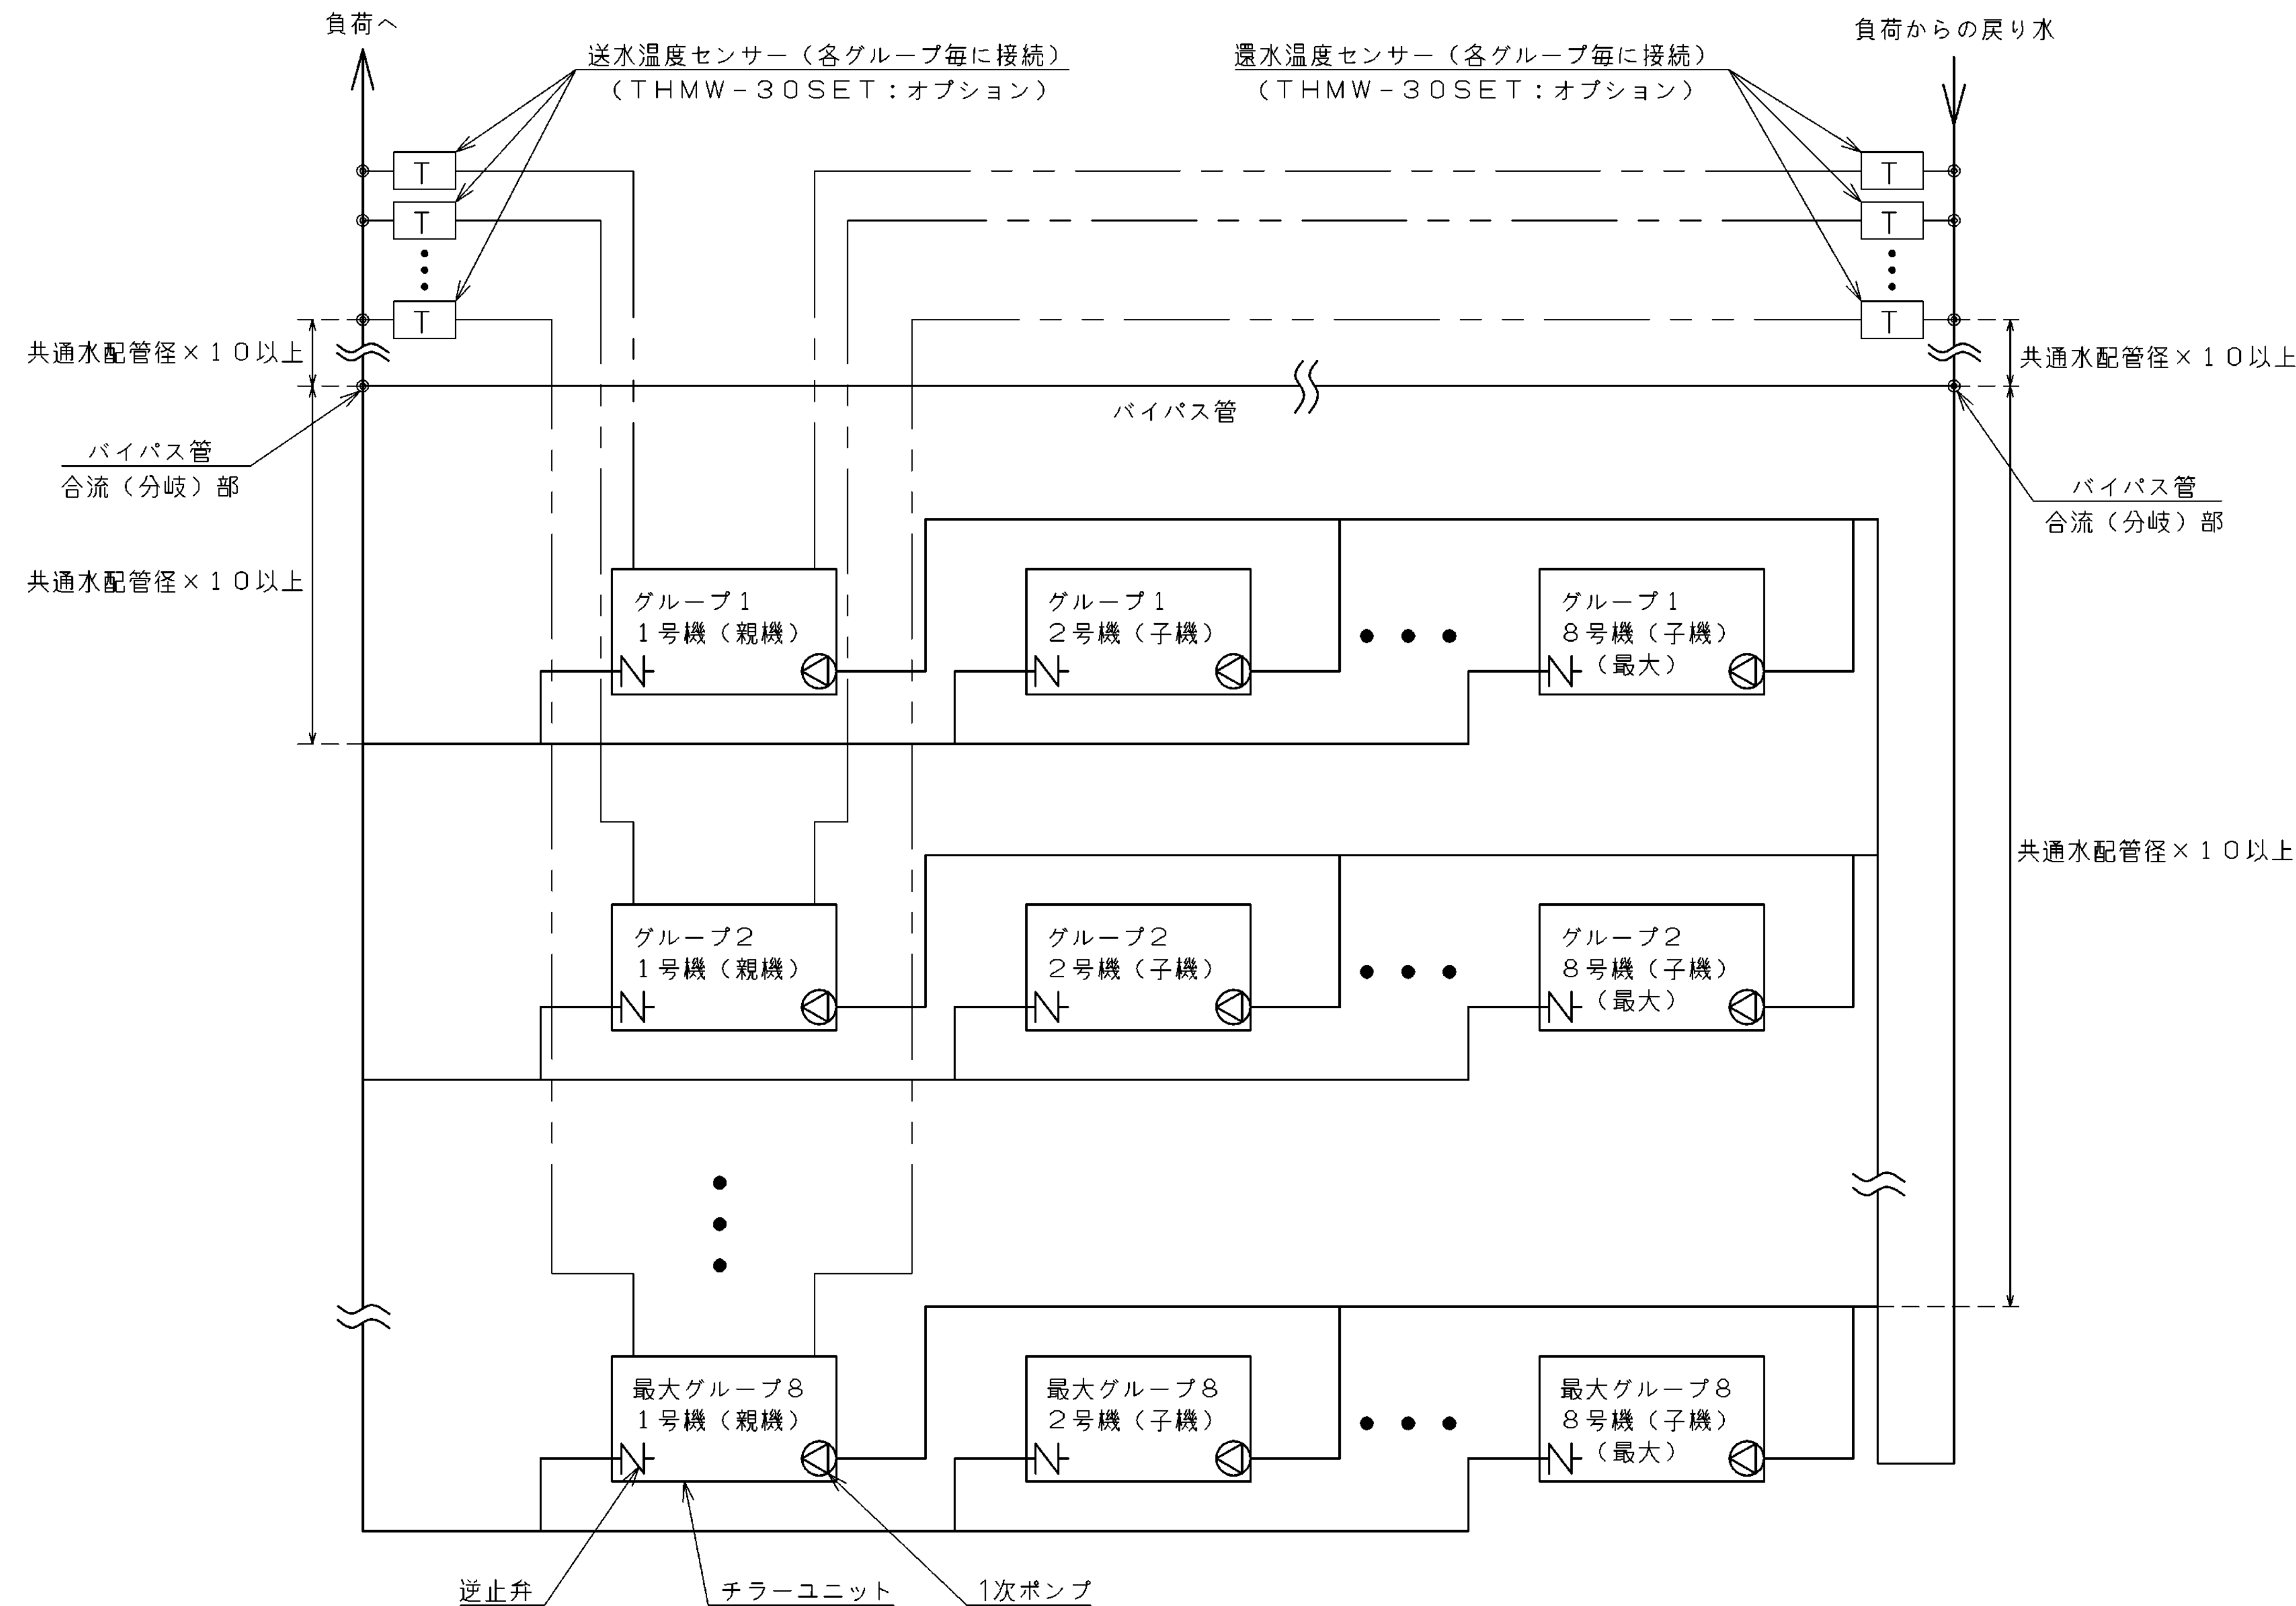 負荷へ
負荷からの戻り水
送水温度センサー（各グループ毎に接続）
（ＴＨＭＷ－３０ＳＥＴ：オプション）
還水温度センサー（各グループ毎に接続）
（ＴＨＭＷ－３０ＳＥＴ：オプション）
T
T
T
T
T
T
共通水配管径×１０以上
共通水配管径×１０以上
バイパス管
バイパス管
合流（分岐）部
バイパス管
合流（分岐）部
共通水配管径×１０以上
グループ１
１号機（親機）
グループ１
２号機（子機）
グループ１
８号機（子機）
（最大）
共通水配管径×１０以上
グループ２
１号機（親機）
グループ２
２号機（子機）
グループ２
８号機（子機）
（最大）
最大グループ８
１号機（親機）
最大グループ８
２号機（子機）
最大グループ８
８号機（子機）
（最大）
逆止弁
チラーユニット
1次ポンプ